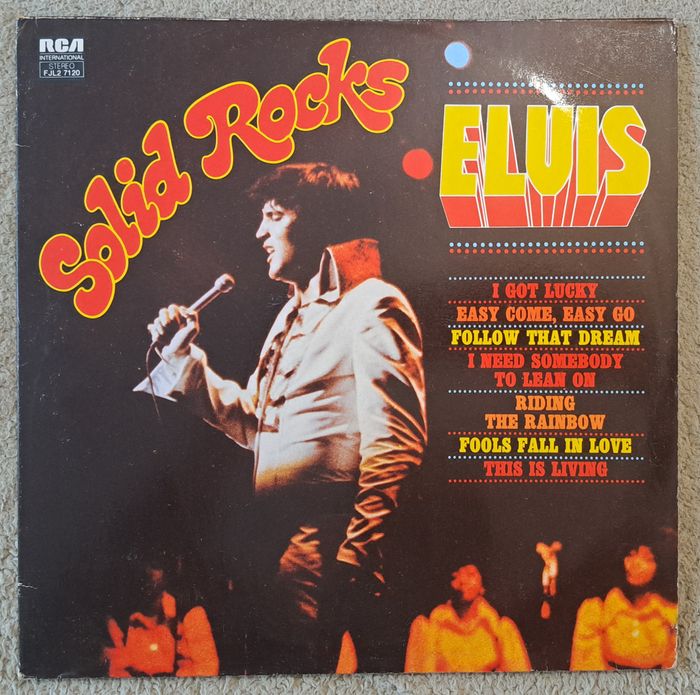 RCA
INTERNATIONAL
STEREO
FJL2 7120
Solid Rocks
ELVIS
I GOT LUCKY
EASY COME, EASY GO
FOLLOW THAT DREAM
I NEED SOMEBODY
TO LEAN ON
RIDING
THE RAINBOW
FOOLS FALL IN LOVE
THIS IS LIVING